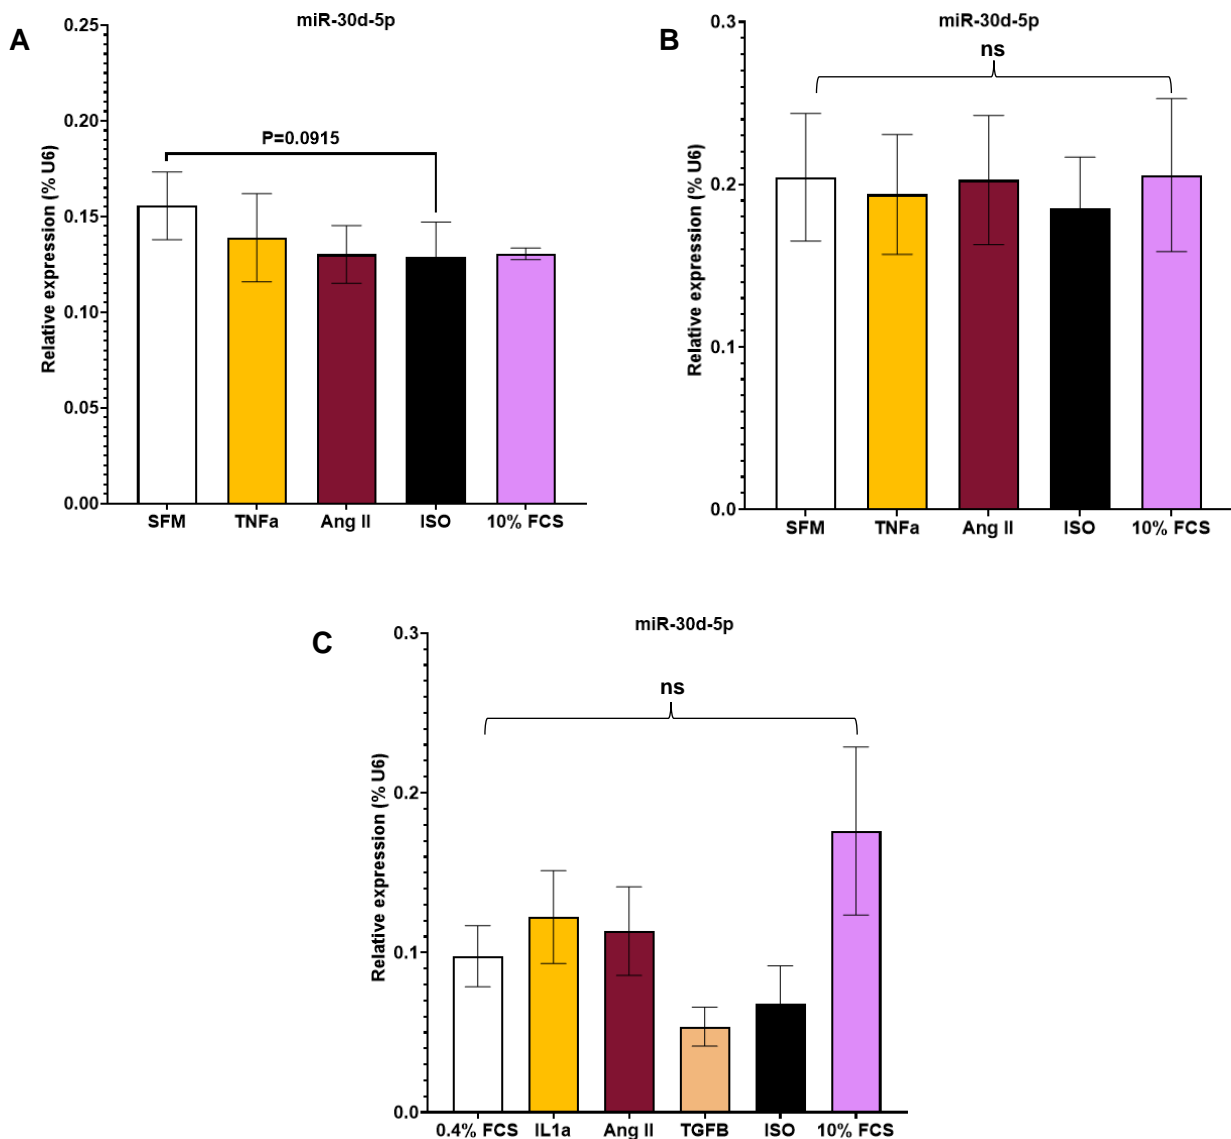 A
miR-30d-5p
Relative expression (% U6)
0.25
0.20
0.15
0.10
0.05
0.00
P=0.0915
SFM TNFa Ang II ISO 10% FCS
B
miR-30d-5p
ns
Relative expression (% U6)
0.3
0.2
0.1
0.0
SFM TNFa Ang II ISO 10% FCS
C
miR-30d-5p
ns
Relative expression (% U6)
0.3
0.2
0.1
0.0
0.4% FCS IL1a Ang II TGFB ISO 10% FCS